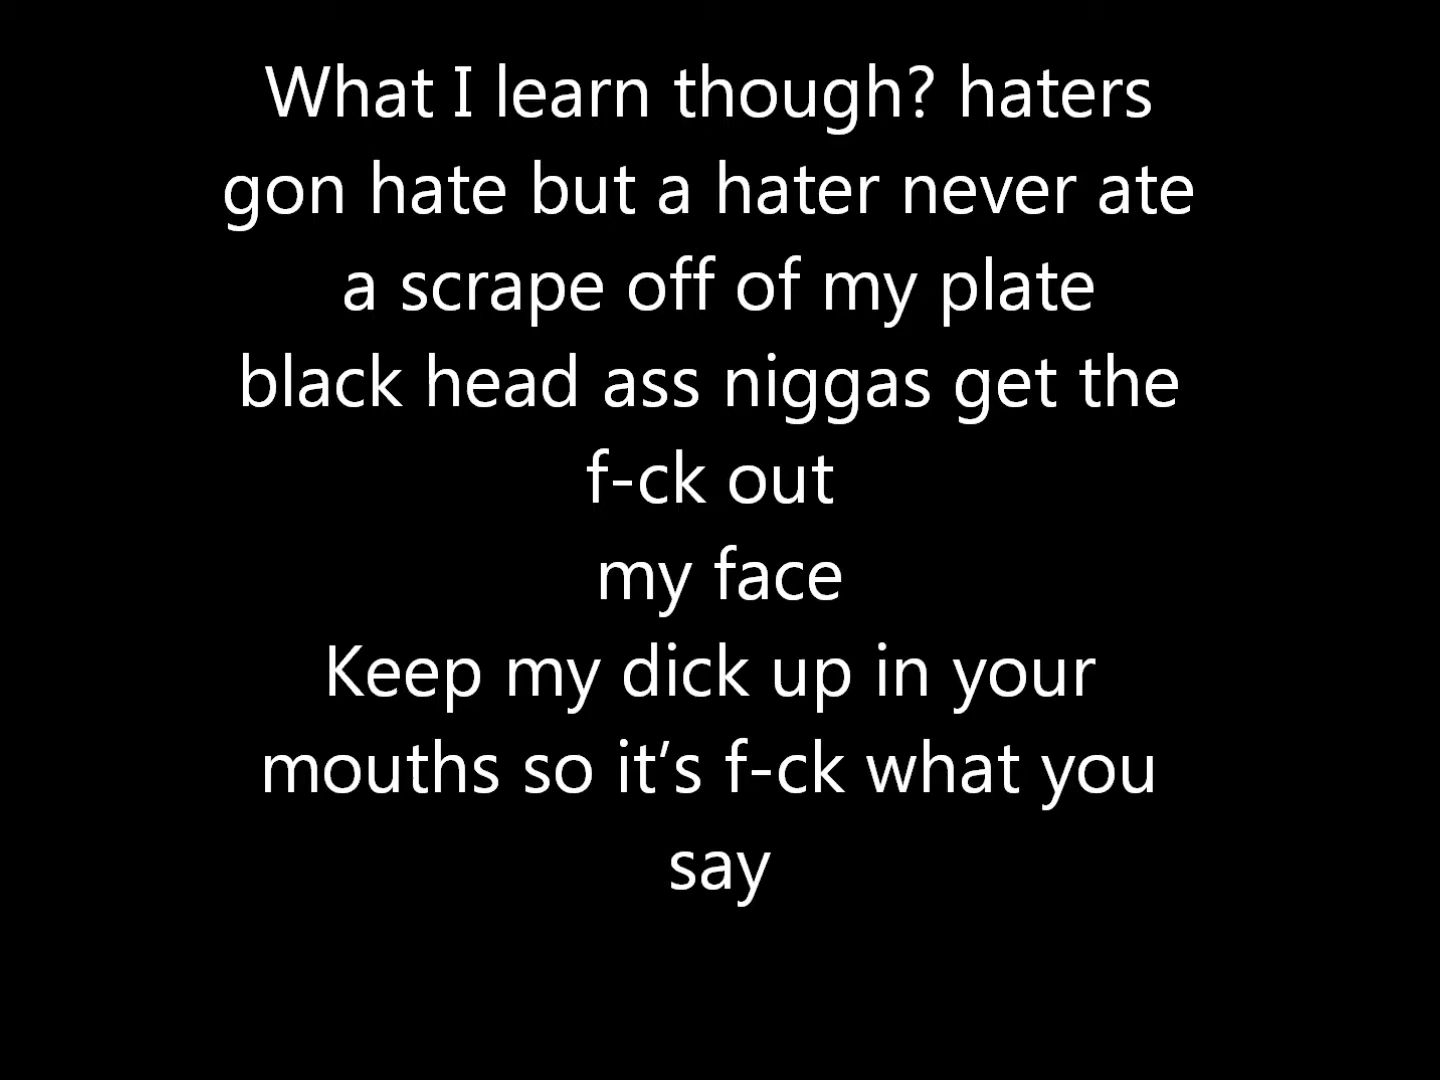 What I learn though? haters
gon hate but a hater never ate
a scrape off of my plate
black head ass niggas get the
f-ck out
my face
Keep my dick up in your
mouths so it’s f-ck what you
say